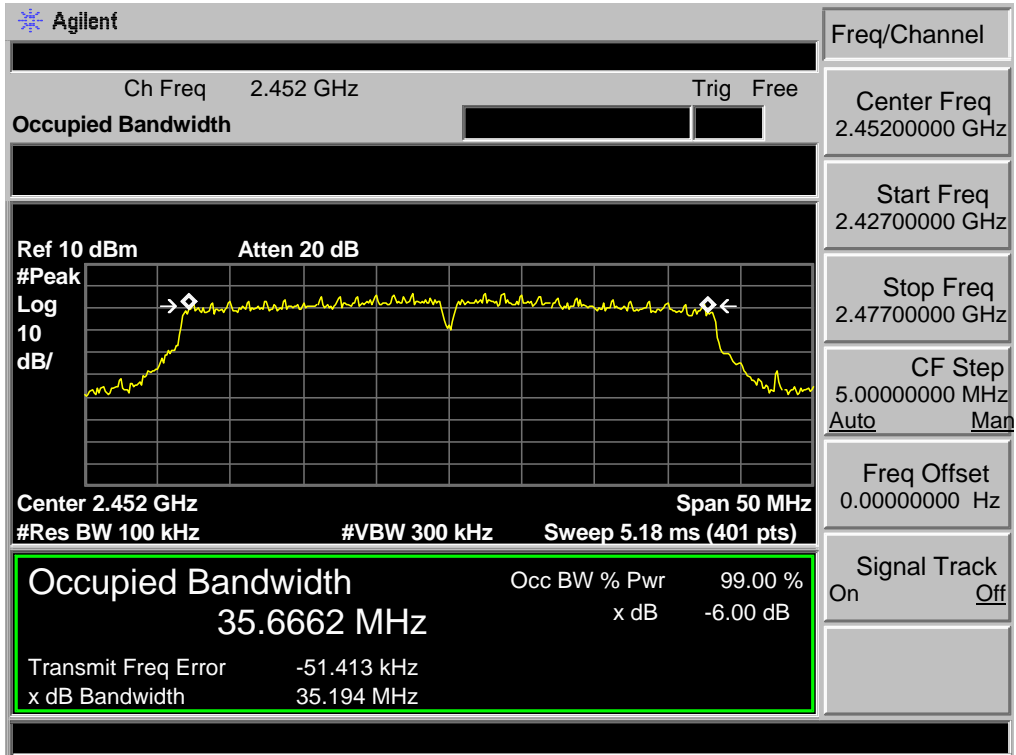 Agilent
Freq/Channel
Ch Freq 2.452 GHz Trig Free
Occupied Bandwidth
Center Freq
2.45200000 GHz
Start Freq
2.42700000 GHz
Stop Freq
2.47700000 GHz
CF Step
5.00000000 MHz
Auto Man
Freq Offset
0.00000000 Hz
Signal Track
On Off
Ref 10 dBm Atten 20 dB
#Peak
Log
10
dB/
Center 2.452 GHz Span 50 MHz
#Res BW 100 kHz #VBW 300 kHz Sweep 5.18 ms (401 pts)
Occupied Bandwidth Occ BW % Pwr 99.00 %
35.6662 MHz x dB -6.00 dB
Transmit Freq Error -51.413 kHz
x dB Bandwidth 35.194 MHz